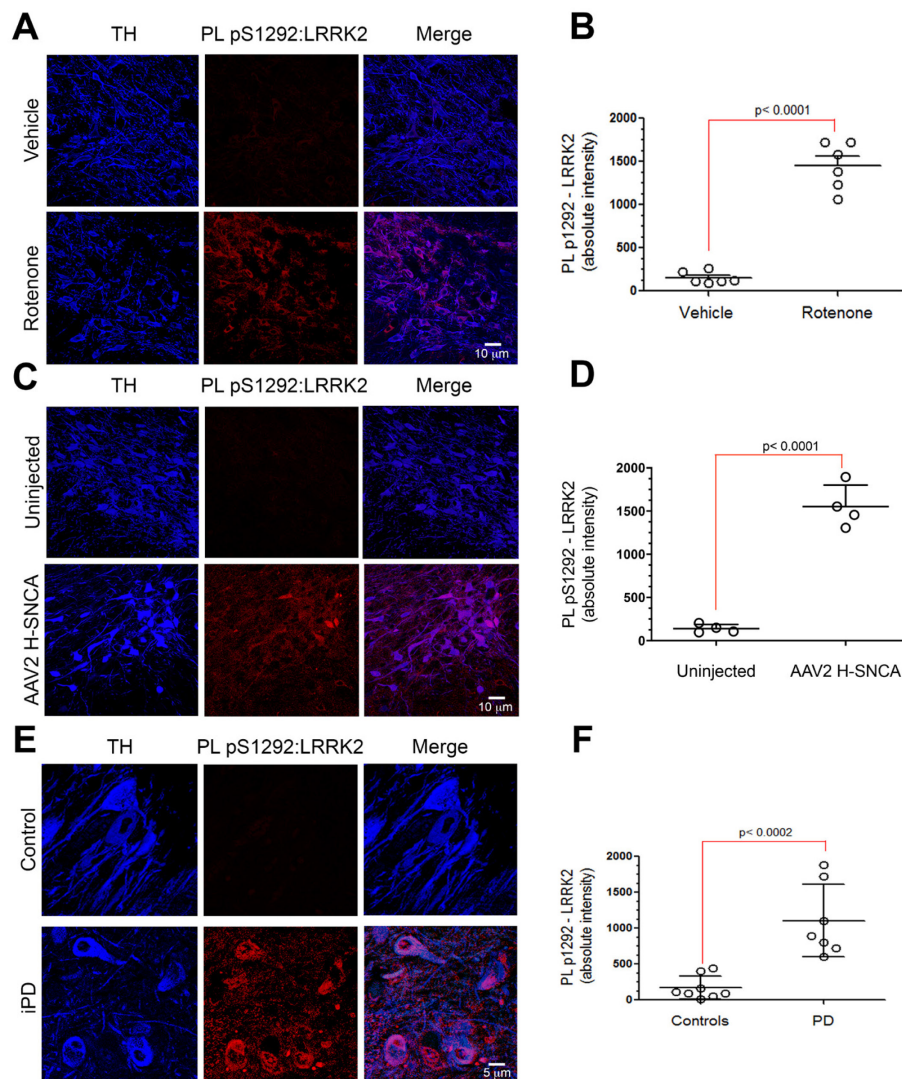 A
TH PL pS1292:LRRK2 Merge
Vehicle
Rotenone
10 µm
B
p< 0.0001
PL p1292 - LRRK2
(absolute intensity)
2000
1500
1000
500
0
Vehicle Rotenone
C
TH PL pS1292:LRRK2 Merge
Uninjected
AAV2 H-SNCA
10 µm
D
p< 0.0001
PL pS1292 - LRRK2
(absolute intensity)
2000
1500
1000
500
0
Uninjected AAV2 H-SNCA
E
TH PL pS1292:LRRK2 Merge
Control
iPD
5 µm
F
p< 0.0002
PL p1292 - LRRK2
(absolute intensity)
2000
1500
1000
500
0
Controls PD